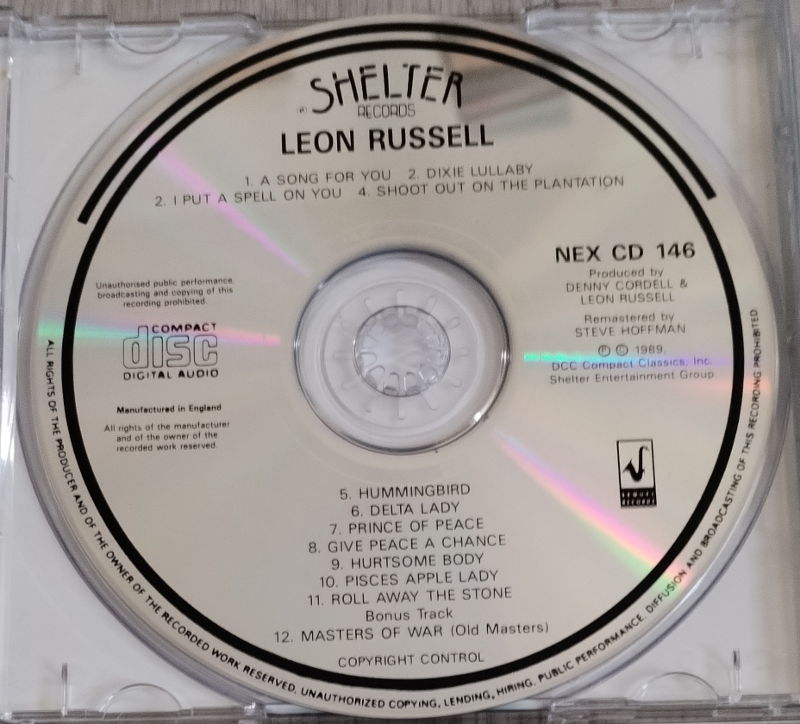 SHELTER
RECORDS
LEON RUSSELL
1. A SONG FOR YOU 2. DIXIE LULLABY
2. I PUT A SPELL ON YOU 4. SHOOT OUT ON THE PLANTATION
NEX CD 146
Produced by
DENNY CORDELL &
LEON RUSSELL
Remastered by
STEVE HOFFMAN
Ⓟ © 1989.
DCC Compact Classics, Inc.
Shelter Entertainment Group
Unauthorised public performance,
broadcasting and copying of this
recording prohibited.
COMPACT
disc
DIGITAL AUDIO
Manufactured in England
All rights of the manufacturer
and of the owner of the
recorded work reserved.
RECORDS
5. HUMMINGBIRD
6. DELTA LADY
7. PRINCE OF PEACE
8. GIVE PEACE A CHANCE
9. HURTSOME BODY
10. PISCES APPLE LADY
11. ROLL AWAY THE STONE
Bonus Track
12. MASTERS OF WAR (Old Masters)
COPYRIGHT CONTROL
ALL RIGHTS OF THE PRODUCER AND OF THE OWNER OF THE RECORDED WORK RESERVED. UNAUTHORIZED COPYING, LENDING, HIRING, PUBLIC PERFORMANCE, DIFFUSION AND BROADCASTING OF THIS RECORDING PROHIBITED